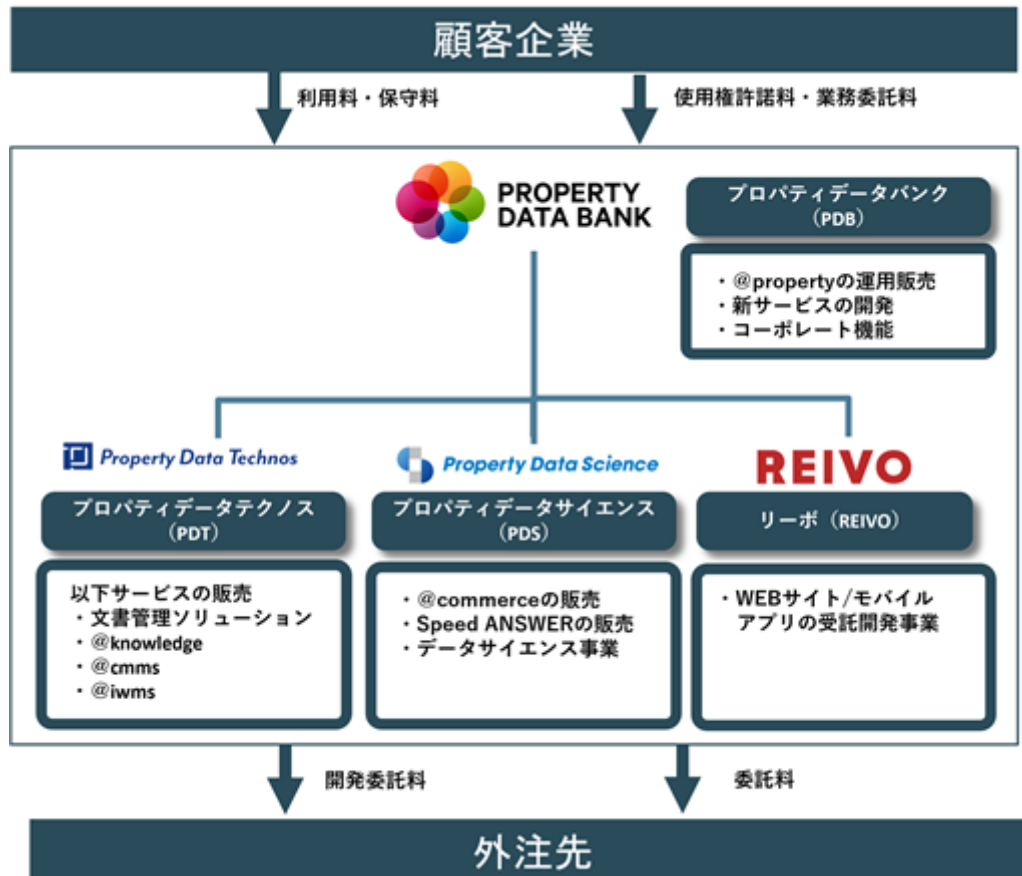 顧客企業
利用料・保守料
使用権許諾料・業務委託料
PROPERTY
DATA BANK
プロパティデータバンク
（PDB）
・@propertyの運用販売
・新サービスの開発
・コーポレート機能
Property Data Technos
プロパティデータテクノス
（PDT）
以下サービスの販売
・文書管理ソリューション
・@knowledge
・@cmms
・@iwms
Property Data Science
プロパティデータサイエンス
（PDS）
・@commerceの販売
・Speed ANSWERの販売
・データサイエンス事業
REIVO
リーボ（REIVO）
・WEBサイト/モバイル
アプリの受託開発事業
開発委託料
委託料
外注先